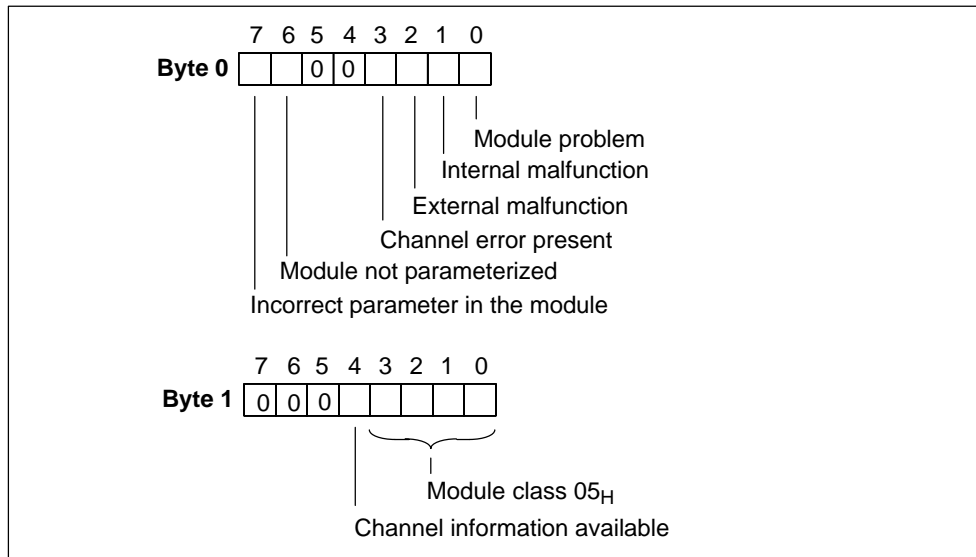 7 6 5 4 3 2 1 0
Byte 0 0 0
Module problem
Internal malfunction
External malfunction
Channel error present
Module not parameterized
Incorrect parameter in the module
7 6 5 4 3 2 1 0
Byte 1 0 0 0
Module class 05H
Channel information available